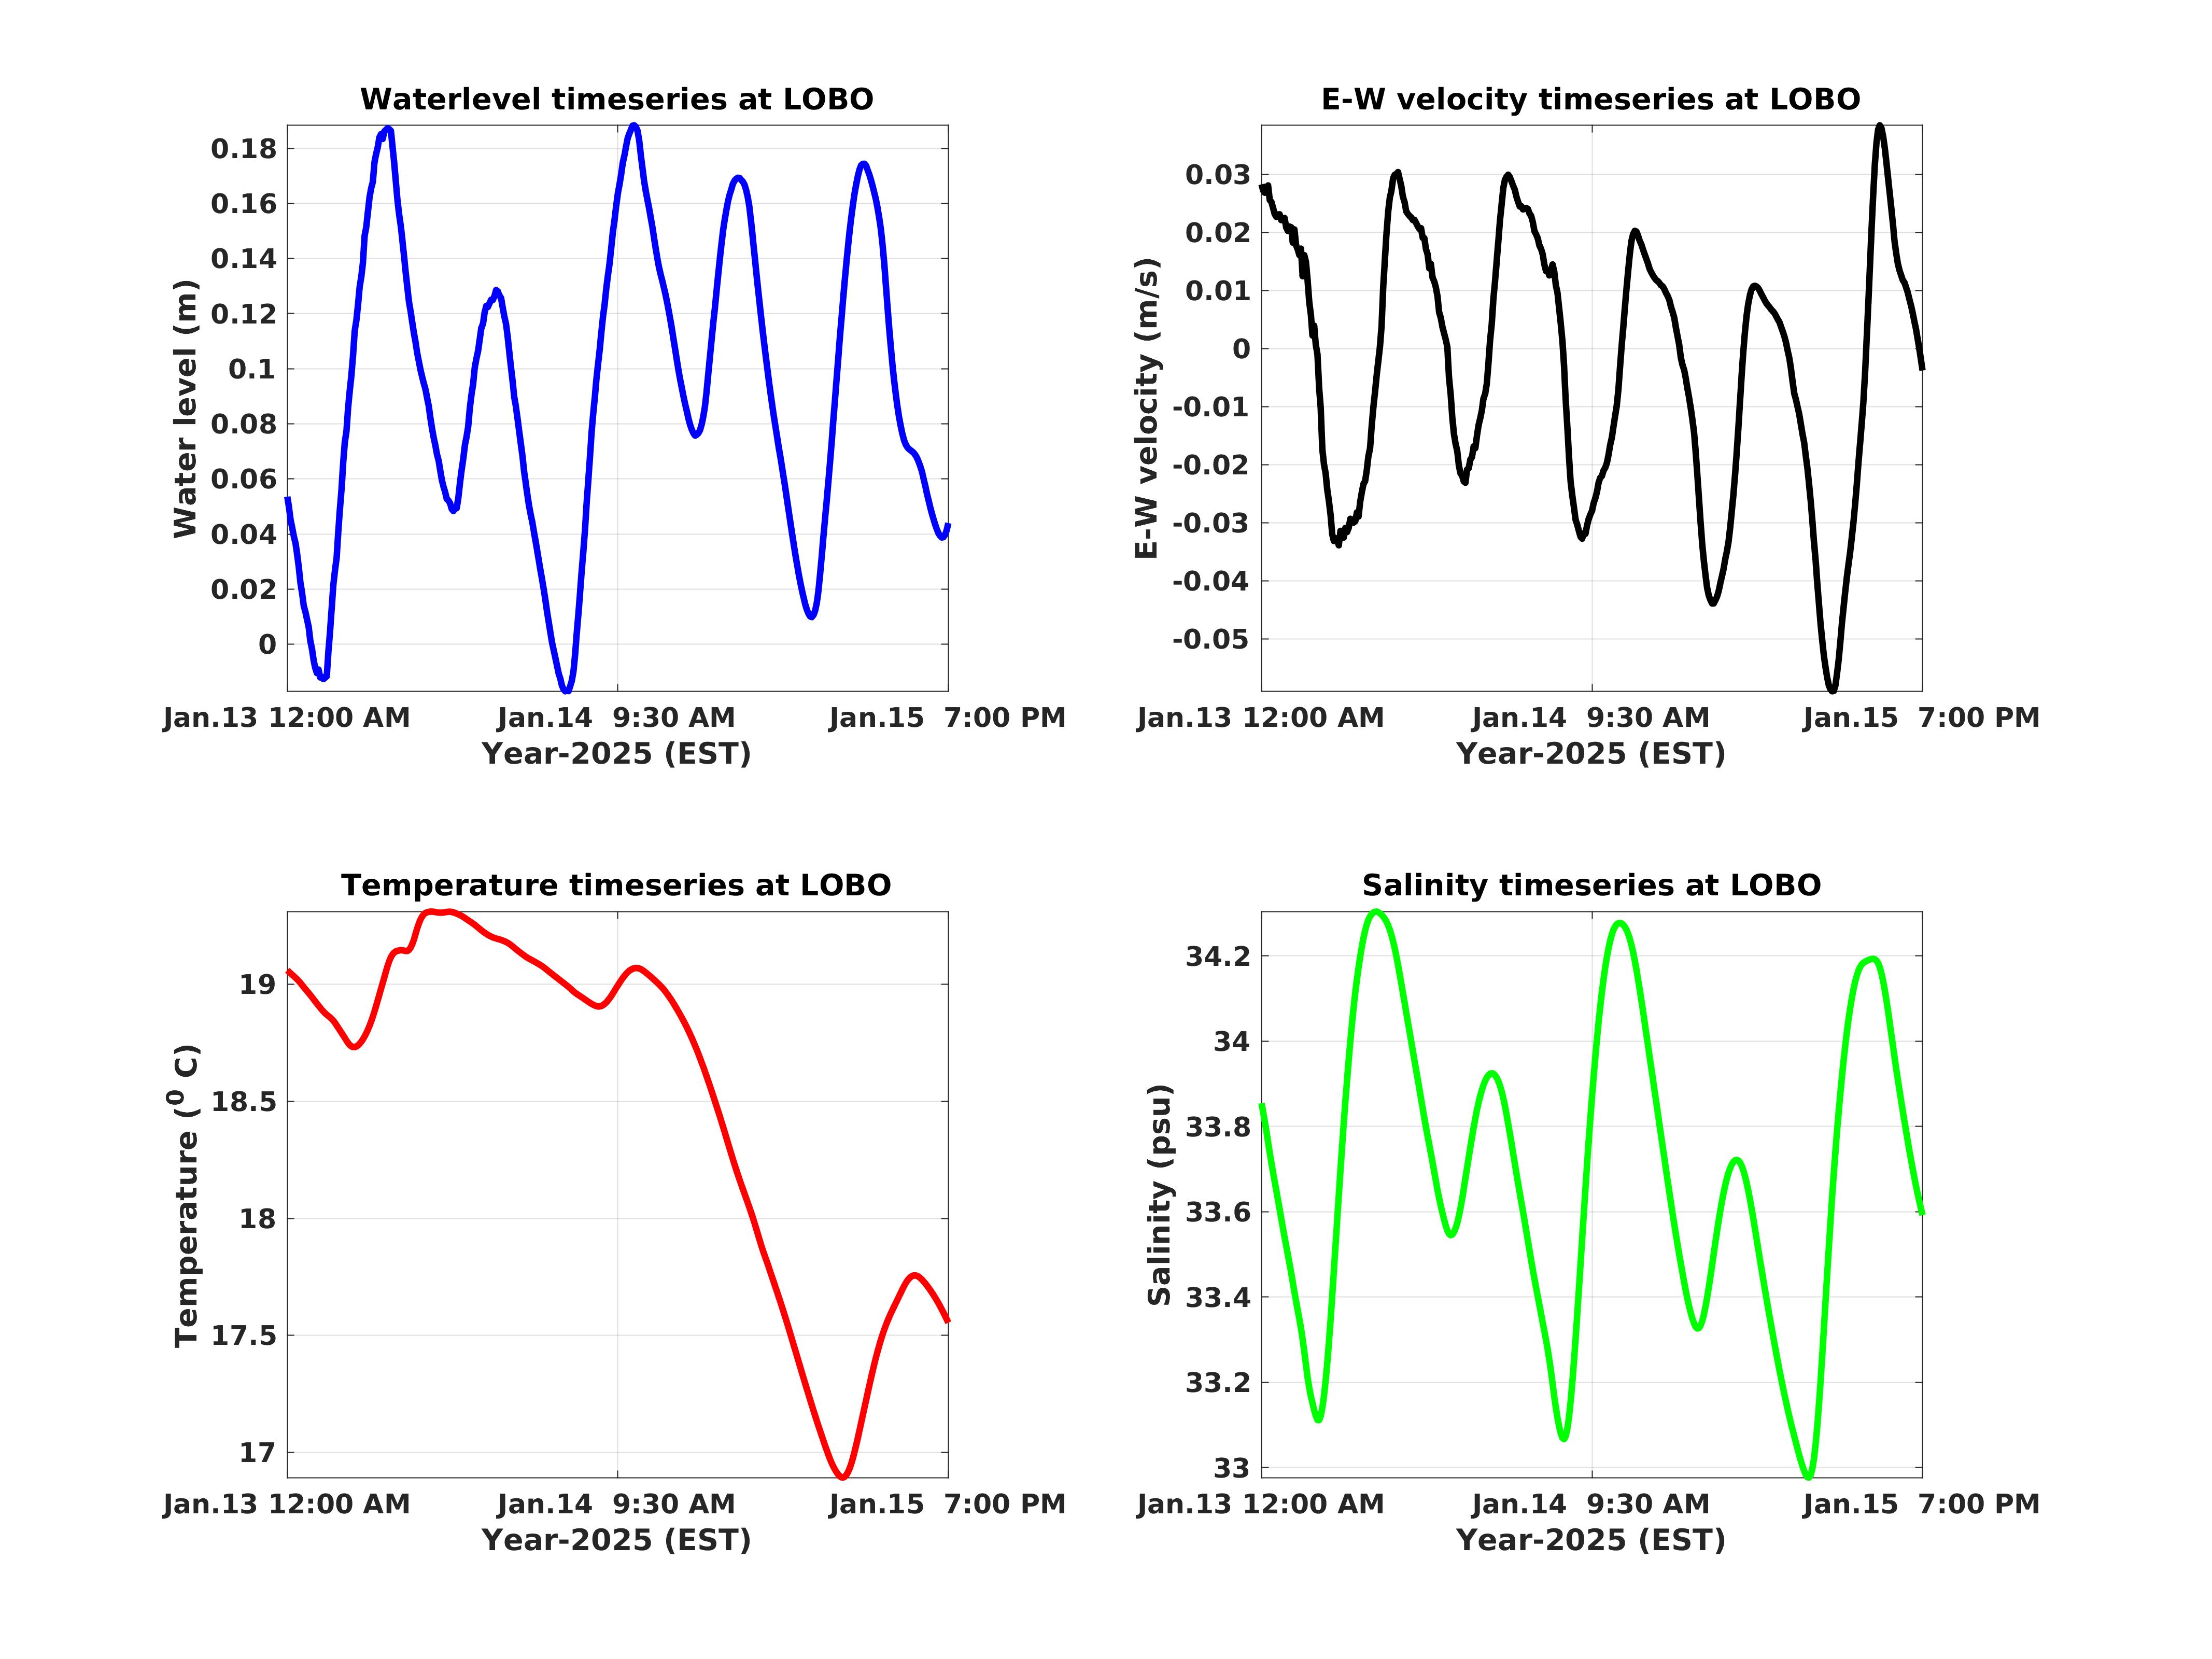 Waterlevel timeseries at LOBO
Water level (m)
0.18
0.16
0.14
0.12
0.1
0.08
0.06
0.04
0.02
0
Jan.13 12:00 AM
Jan.14 9:30 AM
Jan.15 7:00 PM
Year-2025 (EST)
E-W velocity timeseries at LOBO
E-W velocity (m/s)
0.03
0.02
0.01
0
-0.01
-0.02
-0.03
-0.04
-0.05
Jan.13 12:00 AM
Jan.14 9:30 AM
Jan.15 7:00 PM
Year-2025 (EST)
Temperature timeseries at LOBO
Temperature (⁰ C)
19
18.5
18
17.5
17
Jan.13 12:00 AM
Jan.14 9:30 AM
Jan.15 7:00 PM
Year-2025 (EST)
Salinity timeseries at LOBO
Salinity (psu)
34.2
34
33.8
33.6
33.4
33.2
33
Jan.13 12:00 AM
Jan.14 9:30 AM
Jan.15 7:00 PM
Year-2025 (EST)